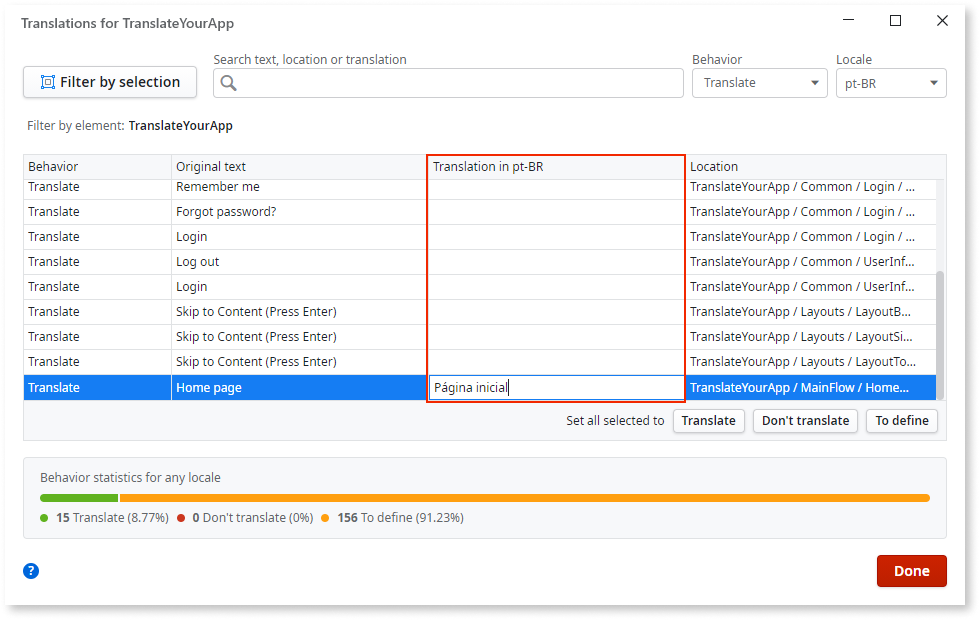 Translations for TranslateYourApp
Search text, location or translation
Behavior
Locale
Filter by selection
Translate
pt-BR
Filter by element: TranslateYourApp
Behavior Original text Translation in pt-BR Location
Translate Remember me TranslateYourApp / Common / Login / ...
Translate Forgot password? TranslateYourApp / Common / Login / ...
Translate Login TranslateYourApp / Common / Login / ...
Translate Log out TranslateYourApp / Common / UserInf...
Translate Login TranslateYourApp / Common / UserInf...
Translate Skip to Content (Press Enter) TranslateYourApp / Layouts / LayoutB...
Translate Skip to Content (Press Enter) TranslateYourApp / Layouts / LayoutSi...
Translate Skip to Content (Press Enter) TranslateYourApp / Layouts / LayoutTo...
Translate Home page Página inicial TranslateYourApp / MainFlow / Home...
Set all selected to Translate Don't translate To define
Behavior statistics for any locale
15 Translate (8.77%) 0 Don't translate (0%) 156 To define (91.23%)
?
Done